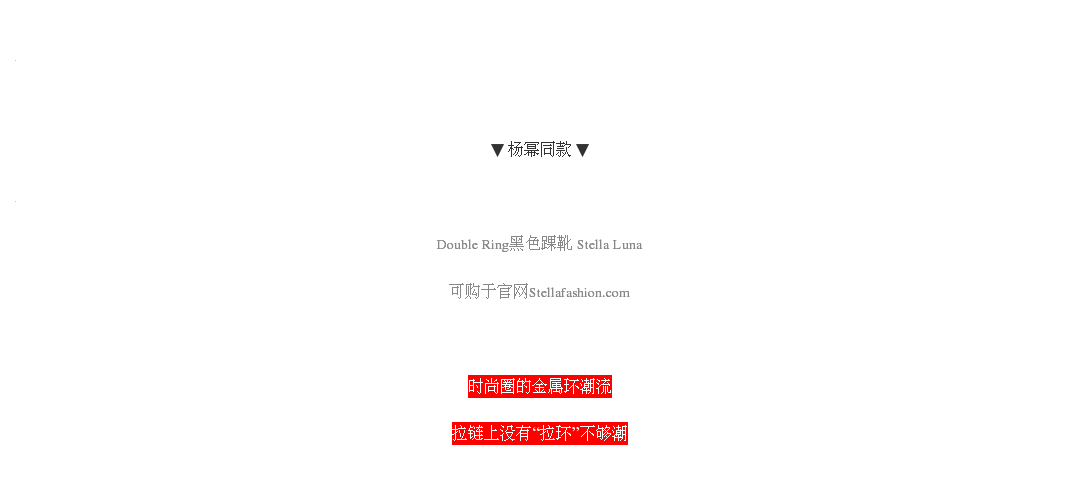 ▼ 杨幂同款 ▼
Double Ring黑色踝靴 Stella Luna
可购于官网Stellafashion.com
时尚圈的金属环潮流
拉链上没有“拉环”不够潮